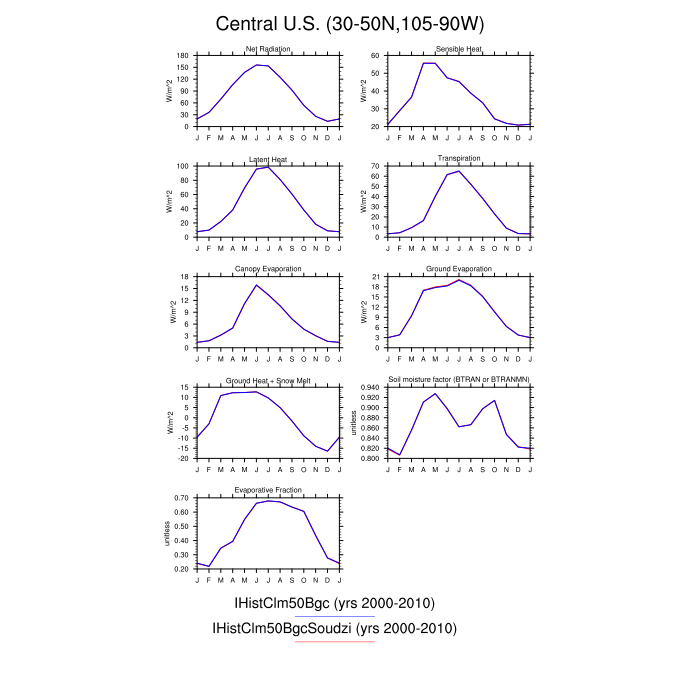 Central U.S. (30-50N,105-90W)
Net Radiation
W/m^2
180
150
120
90
60
30
0
J F M A M J J A S O N D J
Sensible Heat
W/m^2
60
50
40
30
20
J F M A M J J A S O N D J
Latent Heat
W/m^2
100
80
60
40
20
0
J F M A M J J A S O N D J
Transpiration
W/m^2
70
60
50
40
30
20
10
0
J F M A M J J A S O N D J
Canopy Evaporation
W/m^2
18
15
12
9
6
3
0
J F M A M J J A S O N D J
Ground Evaporation
W/m^2
21
18
15
12
9
6
3
0
J F M A M J J A S O N D J
Ground Heat + Snow Melt
W/m^2
15
10
5
0
-5
-10
-15
-20
J F M A M J J A S O N D J
Soil moisture factor (BTRAN or BTRANMN)
unitless
0.940
0.920
0.900
0.880
0.860
0.840
0.820
0.800
J F M A M J J A S O N D J
Evaporative Fraction
unitless
0.70
0.60
0.50
0.40
0.30
0.20
J F M A M J J A S O N D J
IHistClm50Bgc (yrs 2000-2010)
IHistClm50BgcSoudzi (yrs 2000-2010)